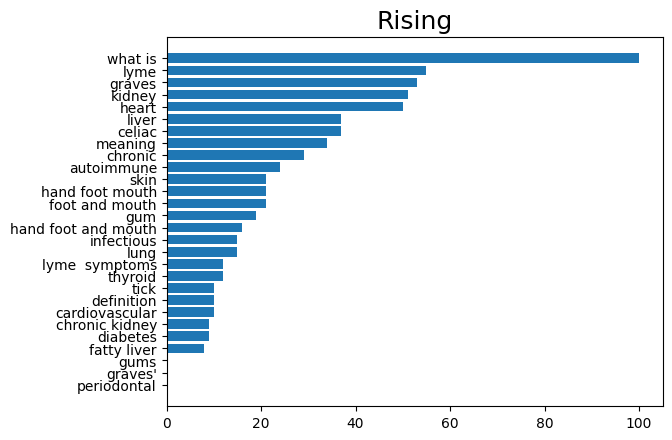 Rising
what is
lyme
graves
kidney
heart
liver
celiac
meaning
chronic
autoimmune
skin
hand foot mouth
foot and mouth
gum
hand foot and mouth
infectious
lung
lyme  symptoms
thyroid
tick
definition
cardiovascular
chronic kidney
diabetes
fatty liver
gums
graves'
periodontal
0 20 40 60 80 100